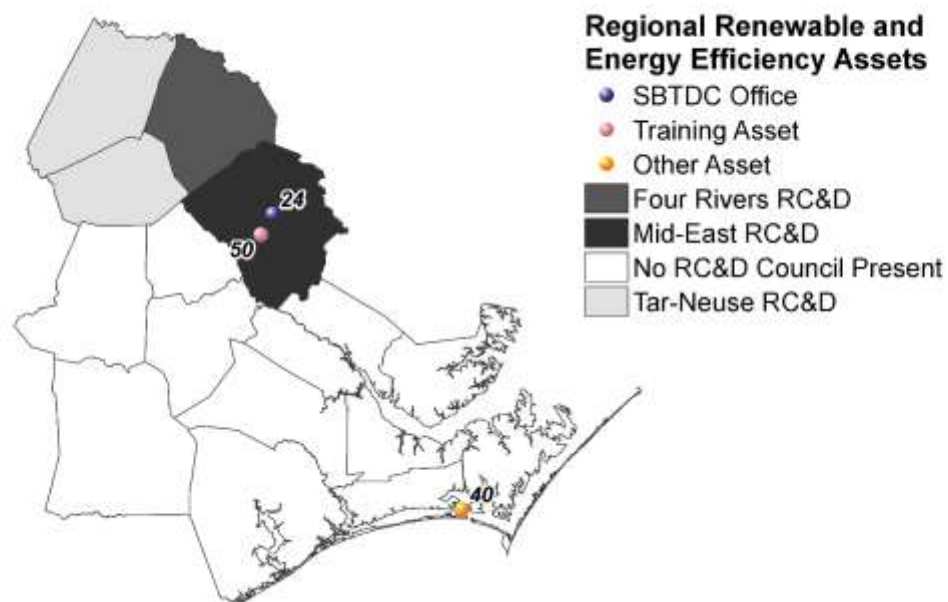 Regional Renewable and
Energy Efficiency Assets
SBTDC Office
Training Asset
Other Asset
Four Rivers RC&D
Mid-East RC&D
No RC&D Council Present
Tar-Neuse RC&D
24
50
40